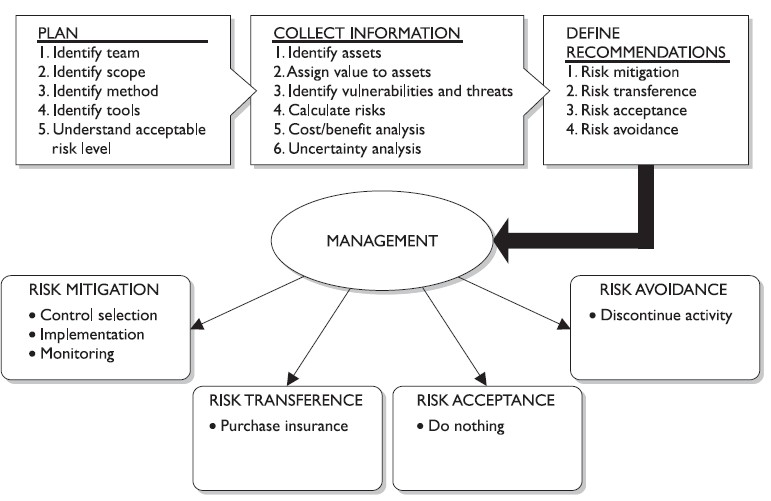 PLAN
1. Identify team
2. Identify scope
3. Identify method
4. Identify tools
5. Understand acceptable
risk level
COLLECT INFORMATION
1. Identify assets
2. Assign value to assets
3. Identify vulnerabilities and threats
4. Calculate risks
5. Cost/benefit analysis
6. Uncertainty analysis
DEFINE
RECOMMENDATIONS
1. Risk mitigation
2. Risk transference
3. Risk acceptance
4. Risk avoidance
MANAGEMENT
RISK MITIGATION
• Control selection
• Implementation
• Monitoring
RISK TRANSFERENCE
• Purchase insurance
RISK ACCEPTANCE
• Do nothing
RISK AVOIDANCE
• Discontinue activity